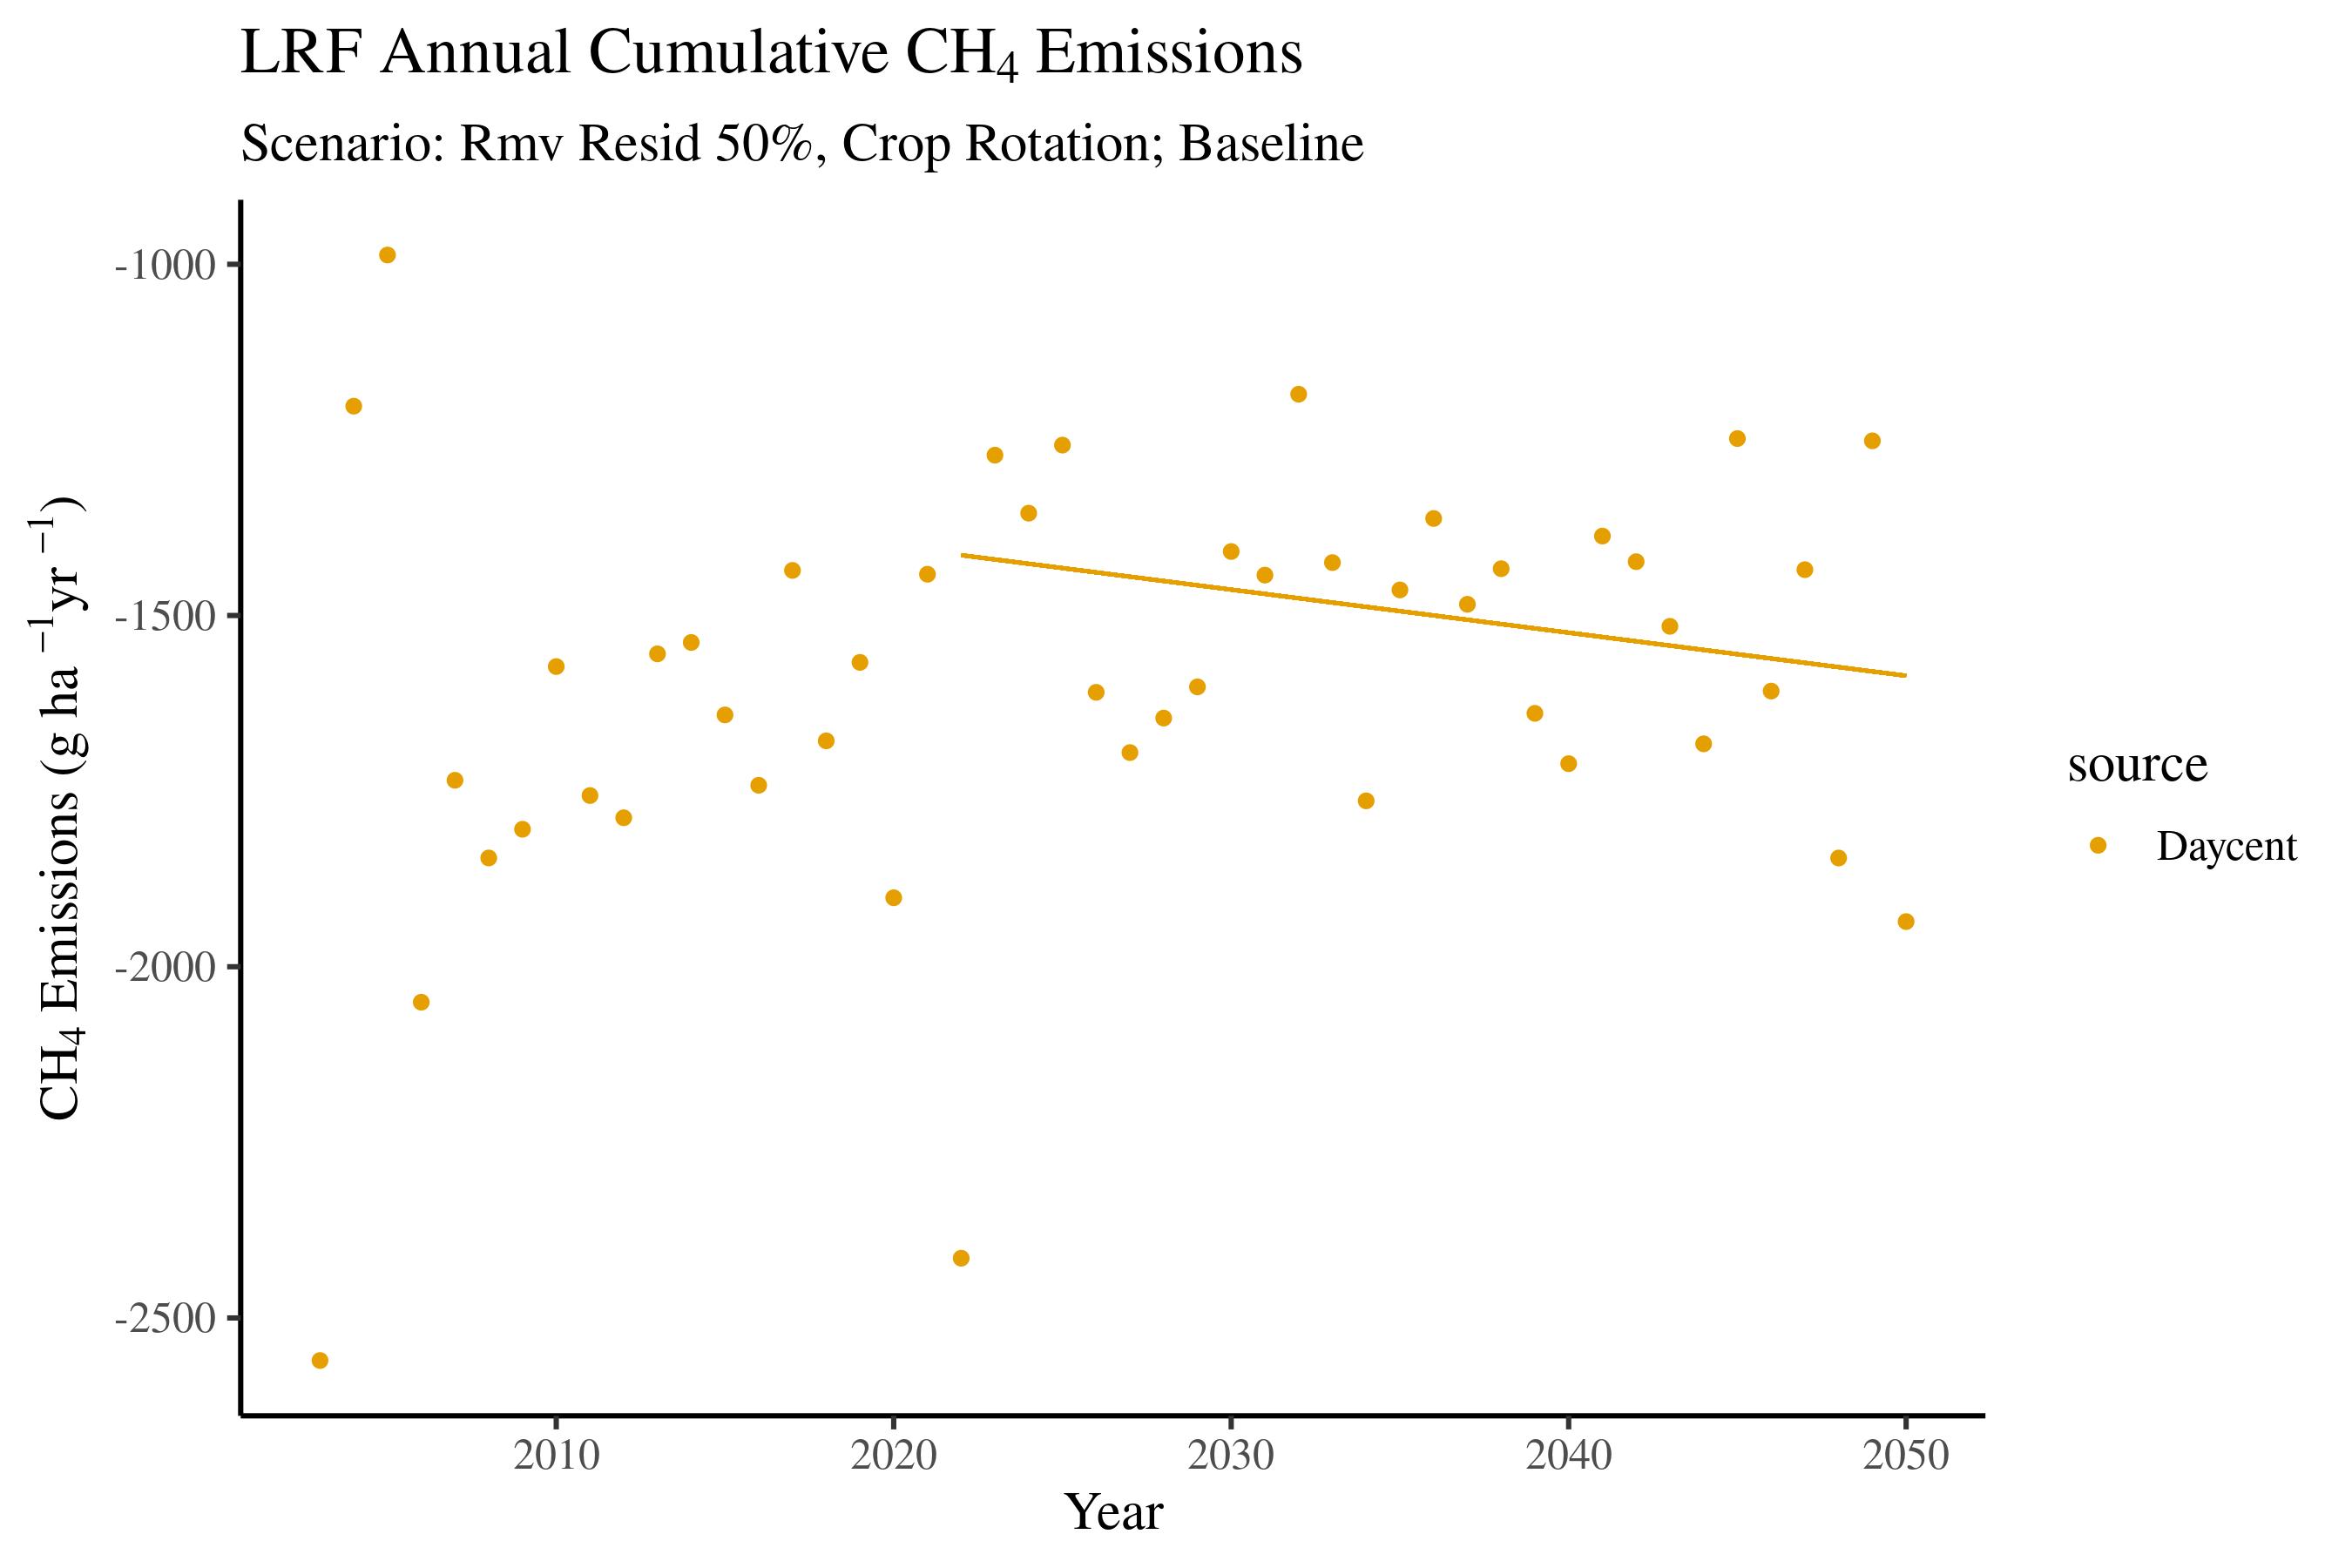 LRF Annual Cumulative CH₄ Emissions
Scenario: Rmv Resid 50%, Crop Rotation; Baseline
CH₄ Emissions (g ha ⁻¹yr ⁻¹)
-1000
-1500
-2000
-2500
2010 2020 2030 2040 2050
Year
source
Daycent